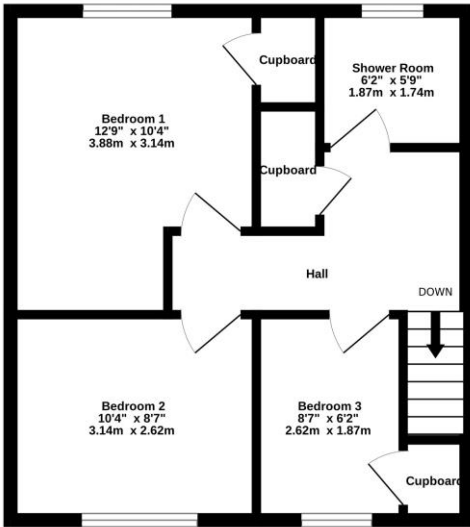 Cupboard
Shower Room
6'2" x 5'9"
1.87m x 1.74m
Bedroom 1
12'9" x 10'4"
3.88m x 3.14m
Cupboard
Hall
DOWN
Bedroom 2
10'4" x 8'7"
3.14m x 2.62m
Bedroom 3
8'7" x 6'2"
2.62m x 1.87m
Cupboard